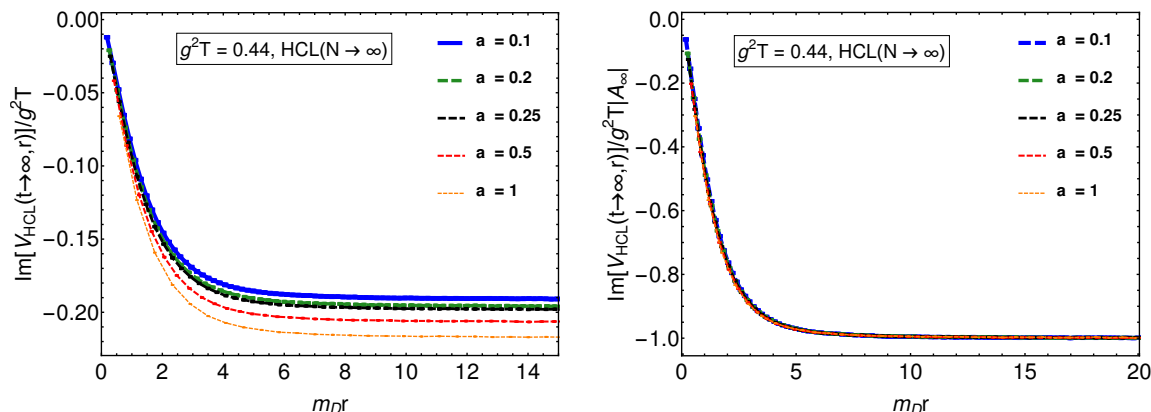 g²T = 0.44, HCL(N → ∞)
a = 0.1
a = 0.2
a = 0.25
a = 0.5
a = 1
0.00
−0.05
−0.10
−0.15
−0.20
Im[V_HCL(t→∞,r)]/g²T
0 2 4 6 8 10 12 14
m_D r
g²T = 0.44, HCL(N → ∞)
a = 0.1
a = 0.2
a = 0.25
a = 0.5
a = 1
0.0
−0.2
−0.4
−0.6
−0.8
−1.0
Im[V_HCL(t→∞,r)]/g²T|A_∞|
0 5 10 15 20
m_D r